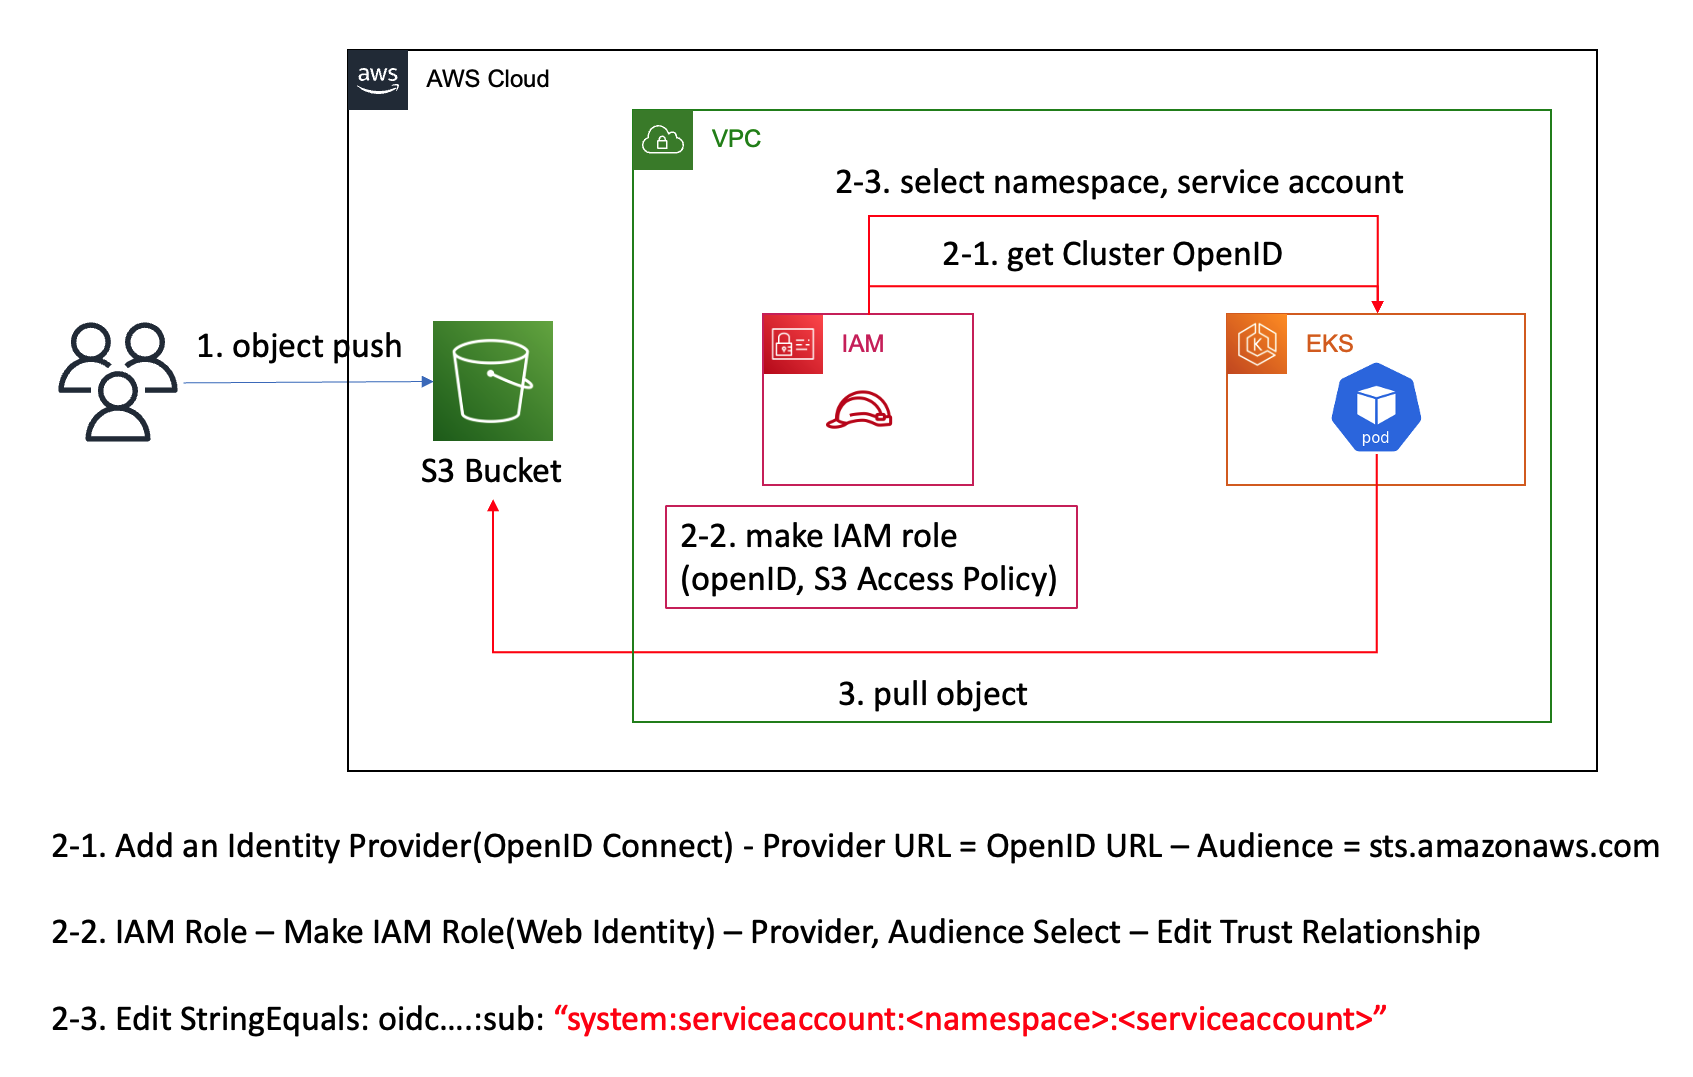 aws
AWS Cloud
VPC
2-3. select namespace, service account
2-1. get Cluster OpenID
1. object push
IAM
EKS
K
pod
S3 Bucket
2-2. make IAM role
(openID, S3 Access Policy)
3. pull object
2-1. Add an Identity Provider(OpenID Connect) - Provider URL = OpenID URL – Audience = sts.amazonaws.com
2-2. IAM Role – Make IAM Role(Web Identity) – Provider, Audience Select – Edit Trust Relationship
2-3. Edit StringEquals: oidc....:sub: “system:serviceaccount:<namespace>:<serviceaccount>”